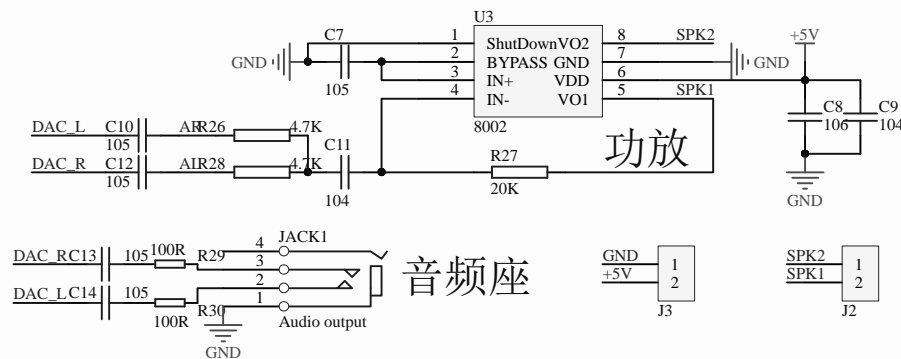 U3
C7
105
GND
1 ShutDown VO2 8 SPK2
2 BYPASS GND 7 GND
3 IN+ VDD 6 +5V
4 IN- VO1 5 SPK1
8002
功放
C8
106
C9
104
GND
DAC_L C10 AR R26 4.7K
105
DAC_R C12 AI R28 4.7K
105
C11
104
R27
20K
DAC_R C13 105 100R R29
DAC_L C14 105 100R R30
4 JACK1
3
2
1
Audio output
GND
音频座
GND 1
+5V 2
J3
SPK2 1
SPK1 2
J2